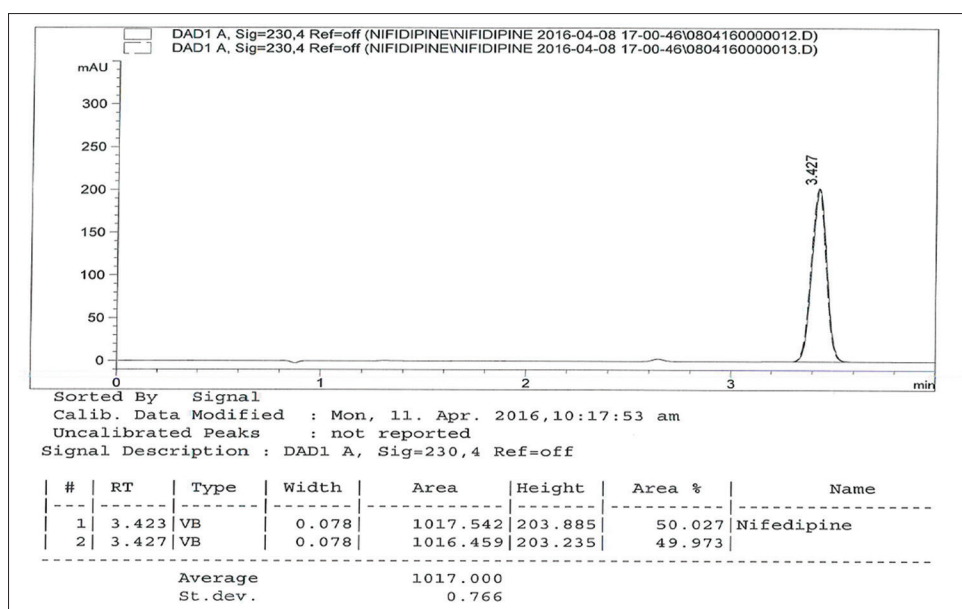 DAD1 A, Sig=230,4 Ref=off (NIFIDIPINE\NIFIDIPINE 2016-04-08 17-00-46\0804160000012.D)
DAD1 A, Sig=230,4 Ref=off (NIFIDIPINE\NIFIDIPINE 2016-04-08 17-00-46\0804160000013.D)
mAU
300
250
200
150
100
50
0
3.427
0 1 2 3 min
Sorted By Signal
Calib. Data Modified : Mon, 11. Apr. 2016,10:17:53 am
Uncalibrated Peaks : not reported
Signal Description : DAD1 A, Sig=230,4 Ref=off
| # | RT | Type | Width | Area |Height | Area % | Name
|---|------|-------|-------|-----------|-------|--------|--------------
| 1| 3.423|VB | 0.078| 1017.542|203.885| 50.027|Nifedipine
| 2| 3.427|VB | 0.078| 1016.459|203.235| 49.973|
Average 1017.000
St.dev. 0.766